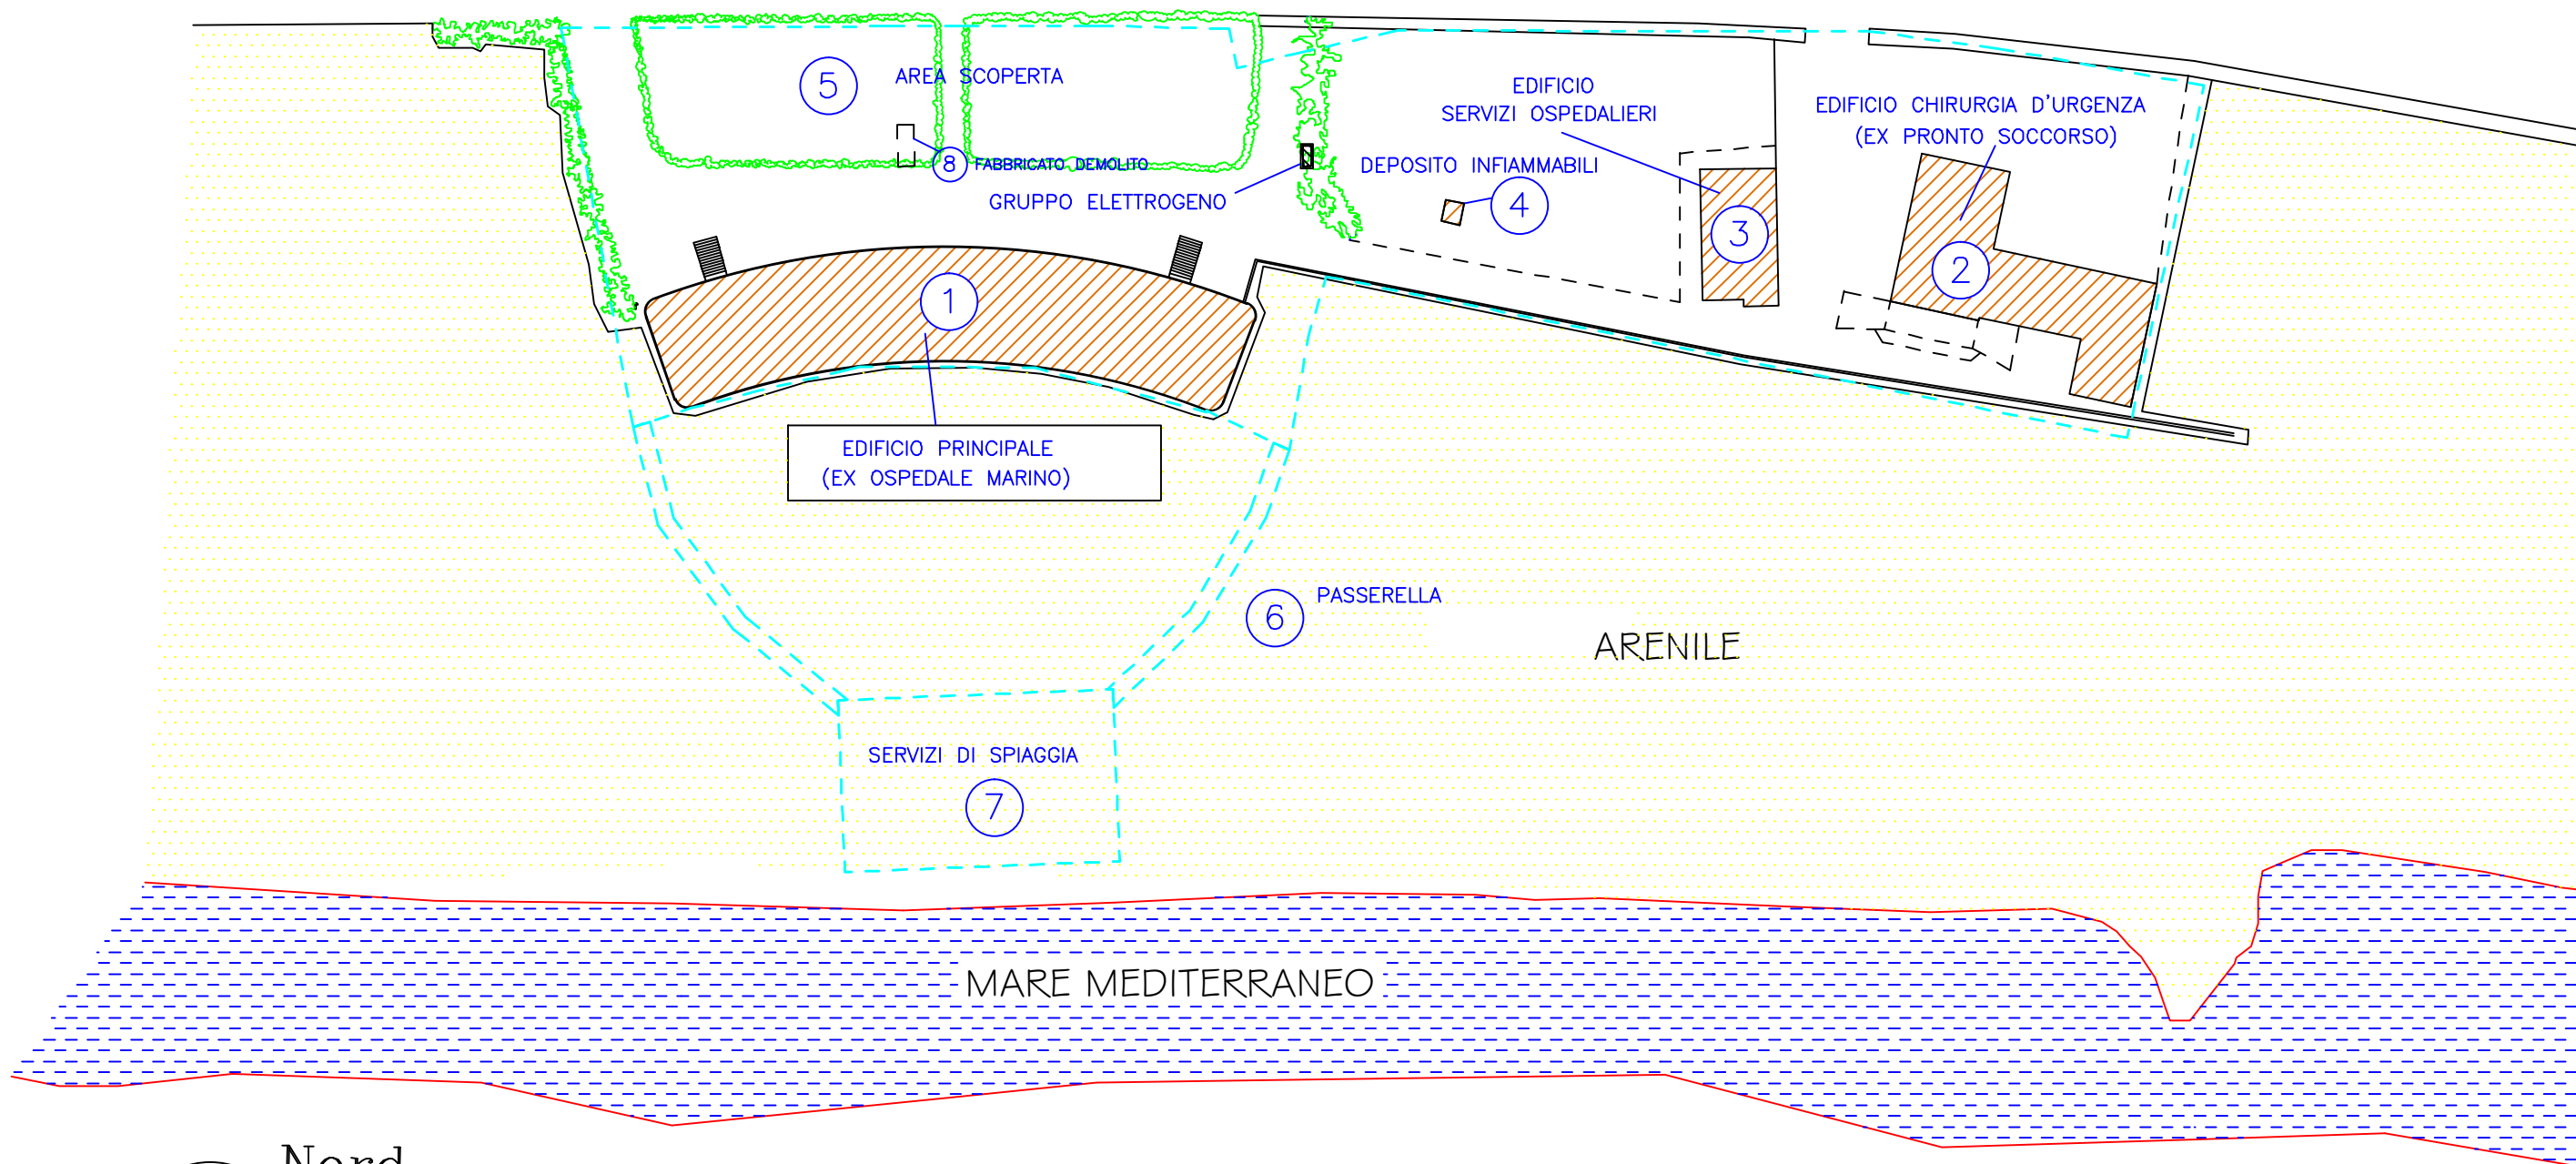 5 AREA SCOPERTA
EDIFICIO
SERVIZI OSPEDALIERI
EDIFICIO CHIRURGIA D'URGENZA
(EX PRONTO SOCCORSO)
8 FABBRICATO DEMOLITO
DEPOSITO INFIAMMABILI
GRUPPO ELETTROGENO
4
3
2
1
EDIFICIO PRINCIPALE
(EX OSPEDALE MARINO)
6 PASSERELLA
ARENILE
SERVIZI DI SPIAGGIA
7
MARE MEDITERRANEO
Nord